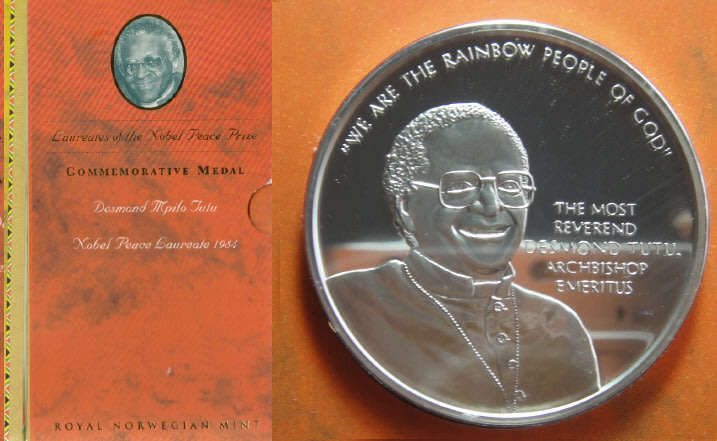 Laureates of the Nobel Peace Prize
COMMEMORATIVE MEDAL
Desmond Mpilo Tutu
Nobel Peace Laureate 1984
ROYAL NORWEGIAN MINT
"WE ARE THE RAINBOW PEOPLE OF GOD"
THE MOST
REVEREND
DESMOND TUTU
ARCHBISHOP
EMERITUS